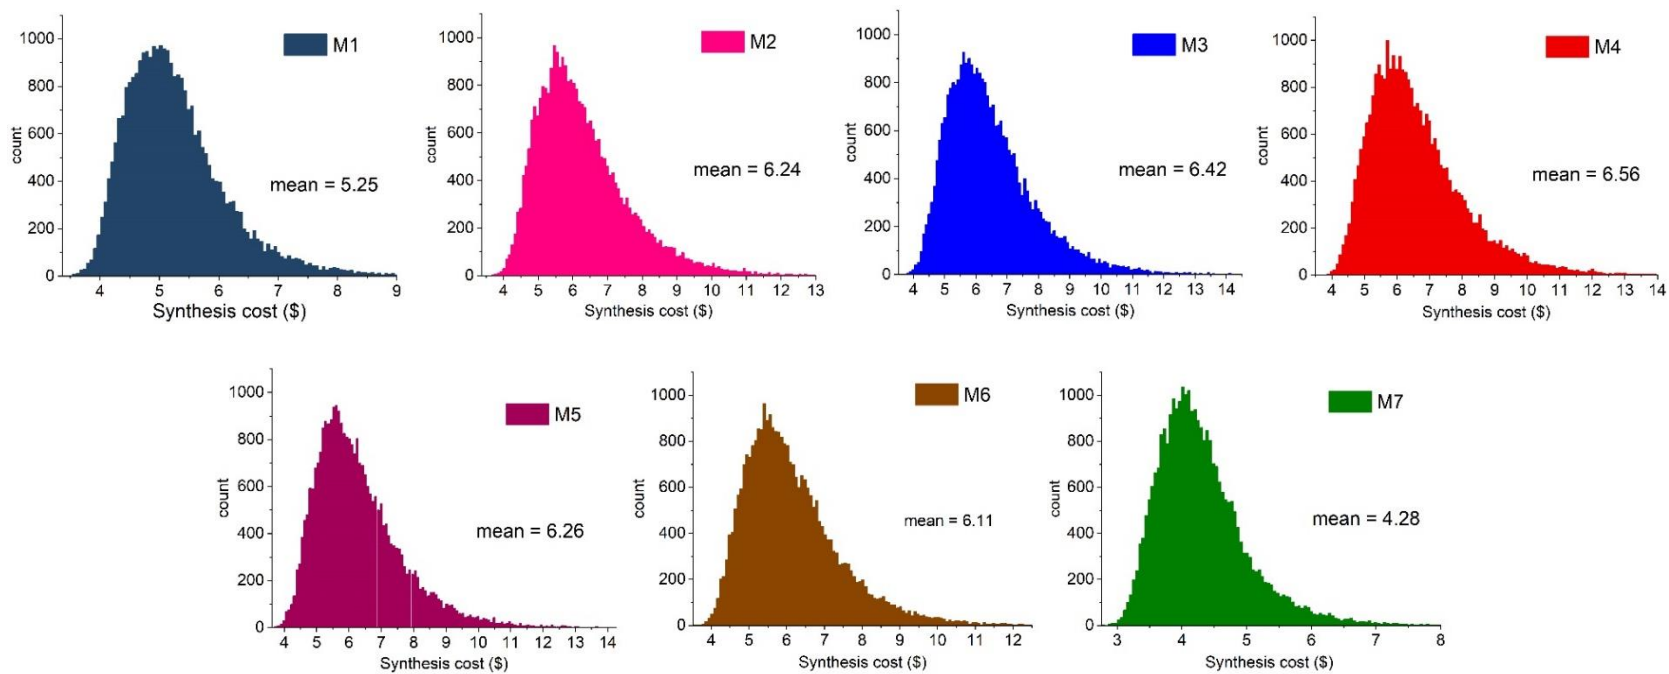 M1
count
1000
800
600
400
200
0
mean = 5.25
4 5 6 7 8 9
Synthesis cost ($)
M2
count
1000
800
600
400
200
0
mean = 6.24
4 5 6 7 8 9 10 11 12 13
Synthesis cost ($)
M3
count
1000
800
600
400
200
0
mean = 6.42
4 5 6 7 8 9 10 11 12 13 14
Synthesis cost ($)
M4
count
1000
800
600
400
200
0
mean = 6.56
4 5 6 7 8 9 10 11 12 13 14
Synthesis cost ($)
M5
count
1000
800
600
400
200
0
mean = 6.26
4 5 6 7 8 9 10 11 12 13 14
Synthesis cost ($)
M6
count
1000
800
600
400
200
0
mean = 6.11
4 5 6 7 8 9 10 11 12
Synthesis cost ($)
M7
count
1000
800
600
400
200
0
mean = 4.28
3 4 5 6 7 8
Synthesis cost ($)